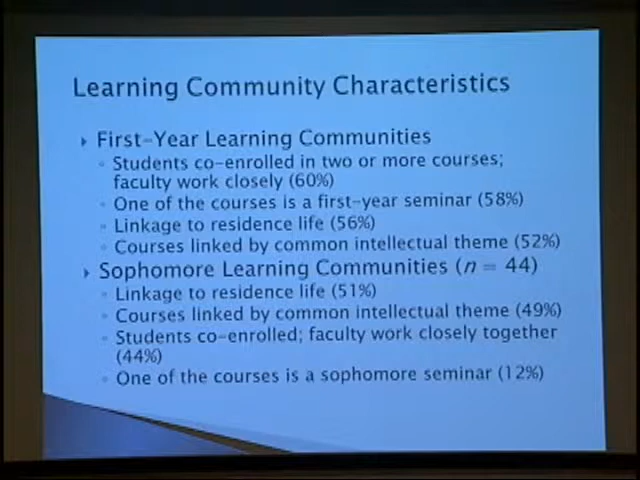 Learning Community Characteristics
First-Year Learning Communities
Students co-enrolled in two or more courses;
faculty work closely (60%)
One of the courses is a first-year seminar (58%)
Linkage to residence life (56%)
Courses linked by common intellectual theme (52%)
Sophomore Learning Communities (n = 44)
Linkage to residence life (51%)
Courses linked by common intellectual theme (49%)
Students co-enrolled; faculty work closely together
(44%)
One of the courses is a sophomore seminar (12%)